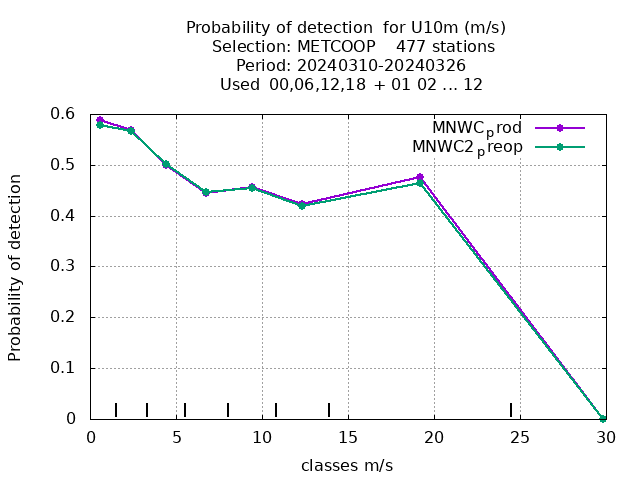 Probability of detection  for U10m (m/s)
Selection: METCOOP    477 stations
Period: 20240310-20240326
Used  00,06,12,18  + 01 02 ... 12
MNWCprod
MNWC2preop
Probability of detection
0.6
0.5
0.4
0.3
0.2
0.1
0
0 5 10 15 20 25 30
classes m/s